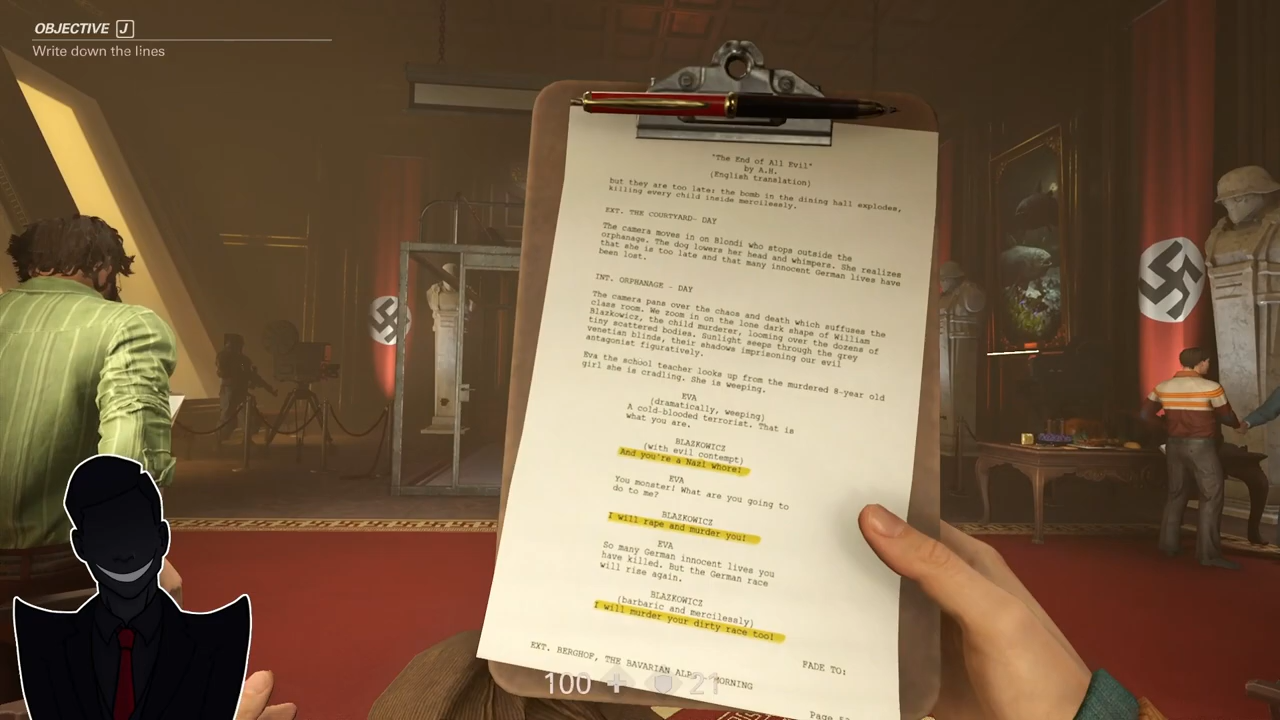 OBJECTIVE J
Write down the lines
"The End of All Evil"
by A.H.
(English translation)
but they are too late: the bomb in the dining hall explodes,
killing every child inside mercilessly.
EXT. THE COURTYARD- DAY
The camera moves in on Blondi who stops outside the
orphanage. The dog lowers her head and whimpers. She realizes
that she is too late and that many innocent German lives have
been lost.
INT. ORPHANAGE - DAY
The camera pans over the chaos and death which suffuses the
class room. We zoom in on the lone dark shape of William
Blazkowicz, the child murderer, looming over the dozens of
tiny scattered bodies. Sunlight seeps through the grey
venetian blinds, their shadows imprisoning our evil
antagonist figuratively.
Eva the school teacher looks up from the murdered 8-year old
girl she is cradling. She is weeping.
EVA
(dramatically, weeping)
A cold-blooded terrorist. That is
what you are.
BLAZKOWICZ
(with evil contempt)
And you're a Nazi whore!
EVA
You monster! What are you going to
do to me?
BLAZKOWICZ
I will rape and murder you!
EVA
So many German innocent lives you
have killed. But the German race
will rise again.
BLAZKOWICZ
(barbaric and mercilessly)
I will murder your dirty race too!
FADE TO:
EXT. BERGHOF, THE BAVARIAN ALPS MORNING
100 21
Page